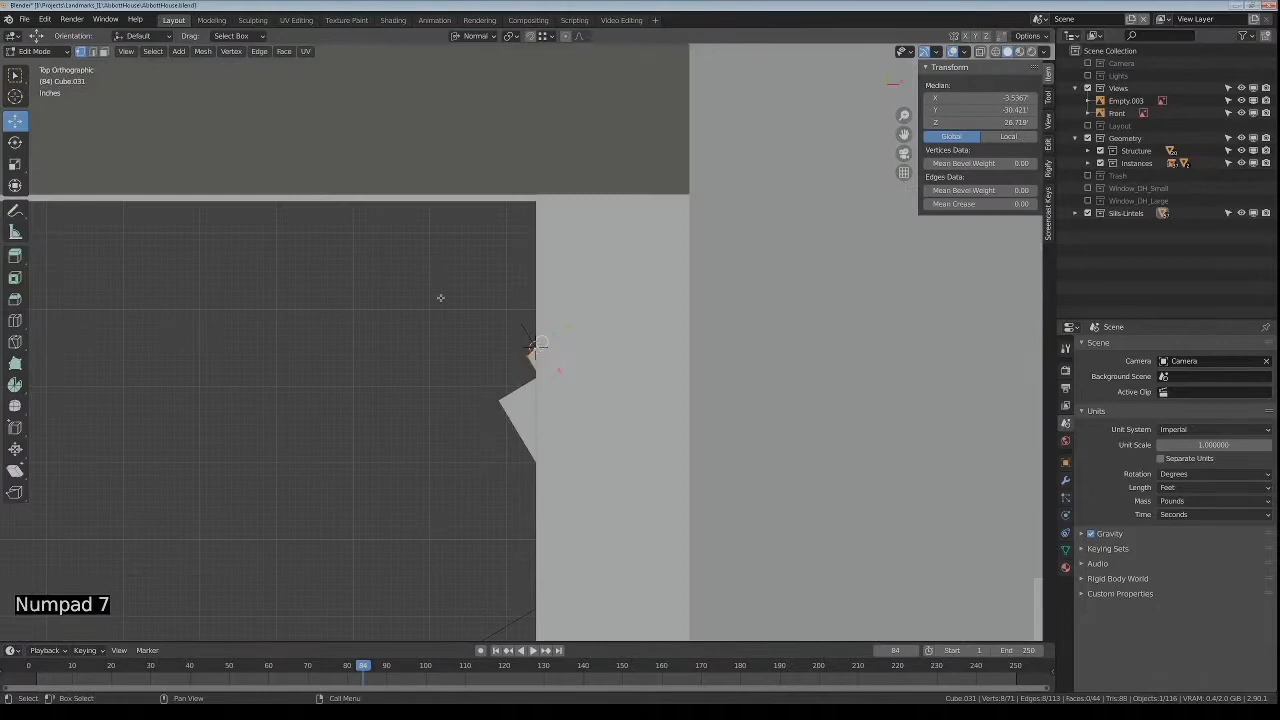 Blender* [I:\Projects\Landmarks_I1\AbbottHouse\AbbottHouse.blend]
File Edit Render Window Help Layout Modeling Sculpting UV Editing Texture Paint Shading Animation Rendering Compositing Scripting Video Editing + Scene View Layer
Orientation: Default Drag: Select Box Normal X Y Z Options
Edit Mode View Select Add Mesh Vertex Edge Face UV
Top Orthographic
(84) Cube.031
Inches
Transform
Median:
X -3.5367'
Y -30.421'
Z 26.719'
Global Local
Vertices Data:
Mean Bevel Weight 0.00
Edges Data:
Mean Bevel Weight 0.00
Mean Crease 0.00
Item
Tool
View
Edit
Rigify
Screencast Keys
Scene Collection
Camera
Lights
Views
Empty.003
Front
Layout
Geometry
Structure
Instances
Trash
Window_DH_Small
Window_DH_Large
Sills-Lintels
Scene
Scene
Camera Camera
Background Scene
Active Clip
Units
Unit System Imperial
Unit Scale 1.000000
Separate Units
Rotation Degrees
Length Feet
Mass Pounds
Time Seconds
Gravity
Keying Sets
Audio
Rigid Body World
Custom Properties
Numpad 7
Playback Keying View Marker 84 Start 1 End 250
0 10 20 30 40 50 60 70 80 84 90 100 110 120 130 140 150 160 170 180 190 200 210 220 230 240 250
Select Box Select Pan View Call Menu Cube.031 | Verts:8/71 | Edges:8/113 | Faces:0/44 | Tris:88 | Objects:1/116 | VRAM: 0.4/2.0 GiB | 2.90.1